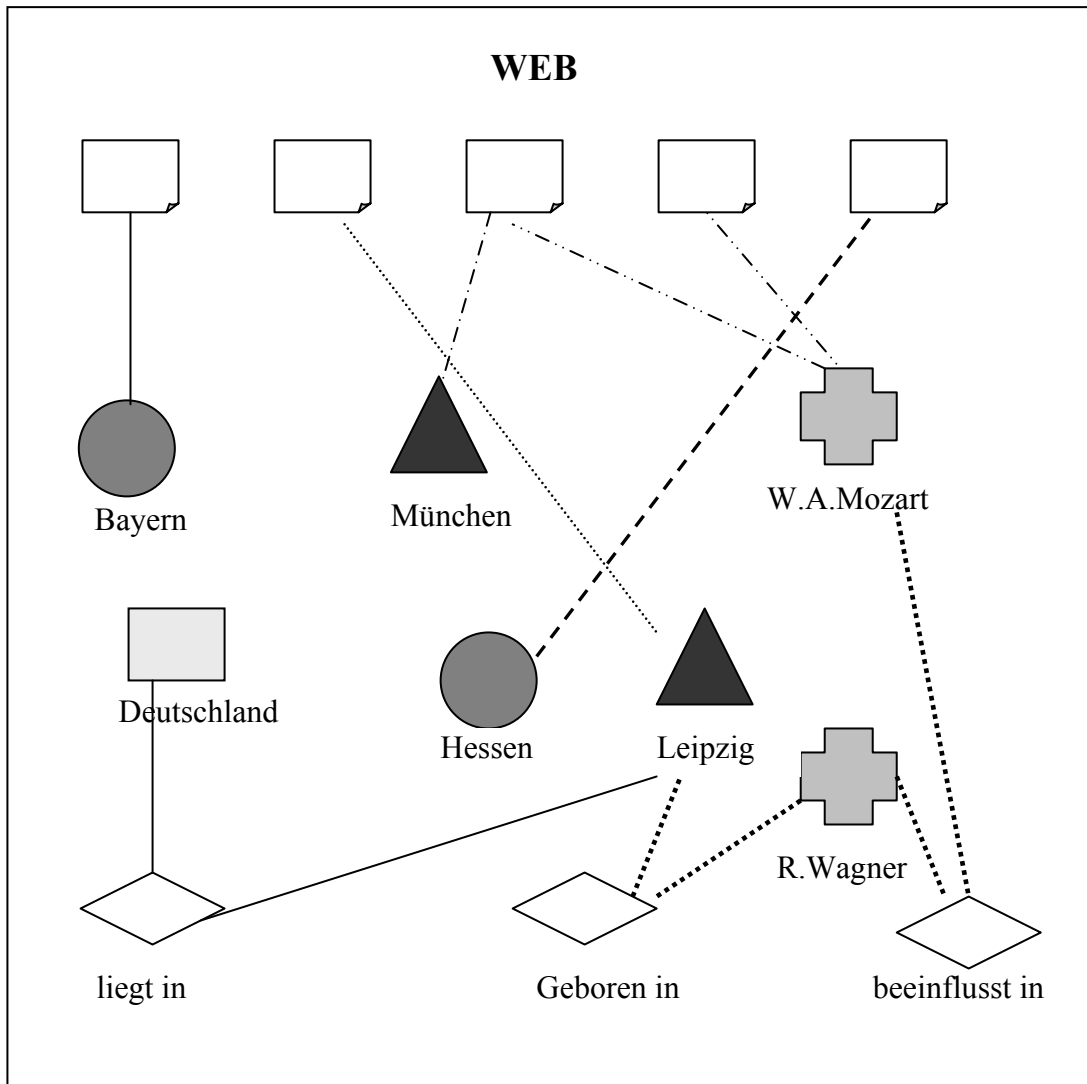 WEB
Bayern
München
W.A.Mozart
Deutschland
Hessen
Leipzig
R.Wagner
liegt in
Geboren in
beeinflusst in